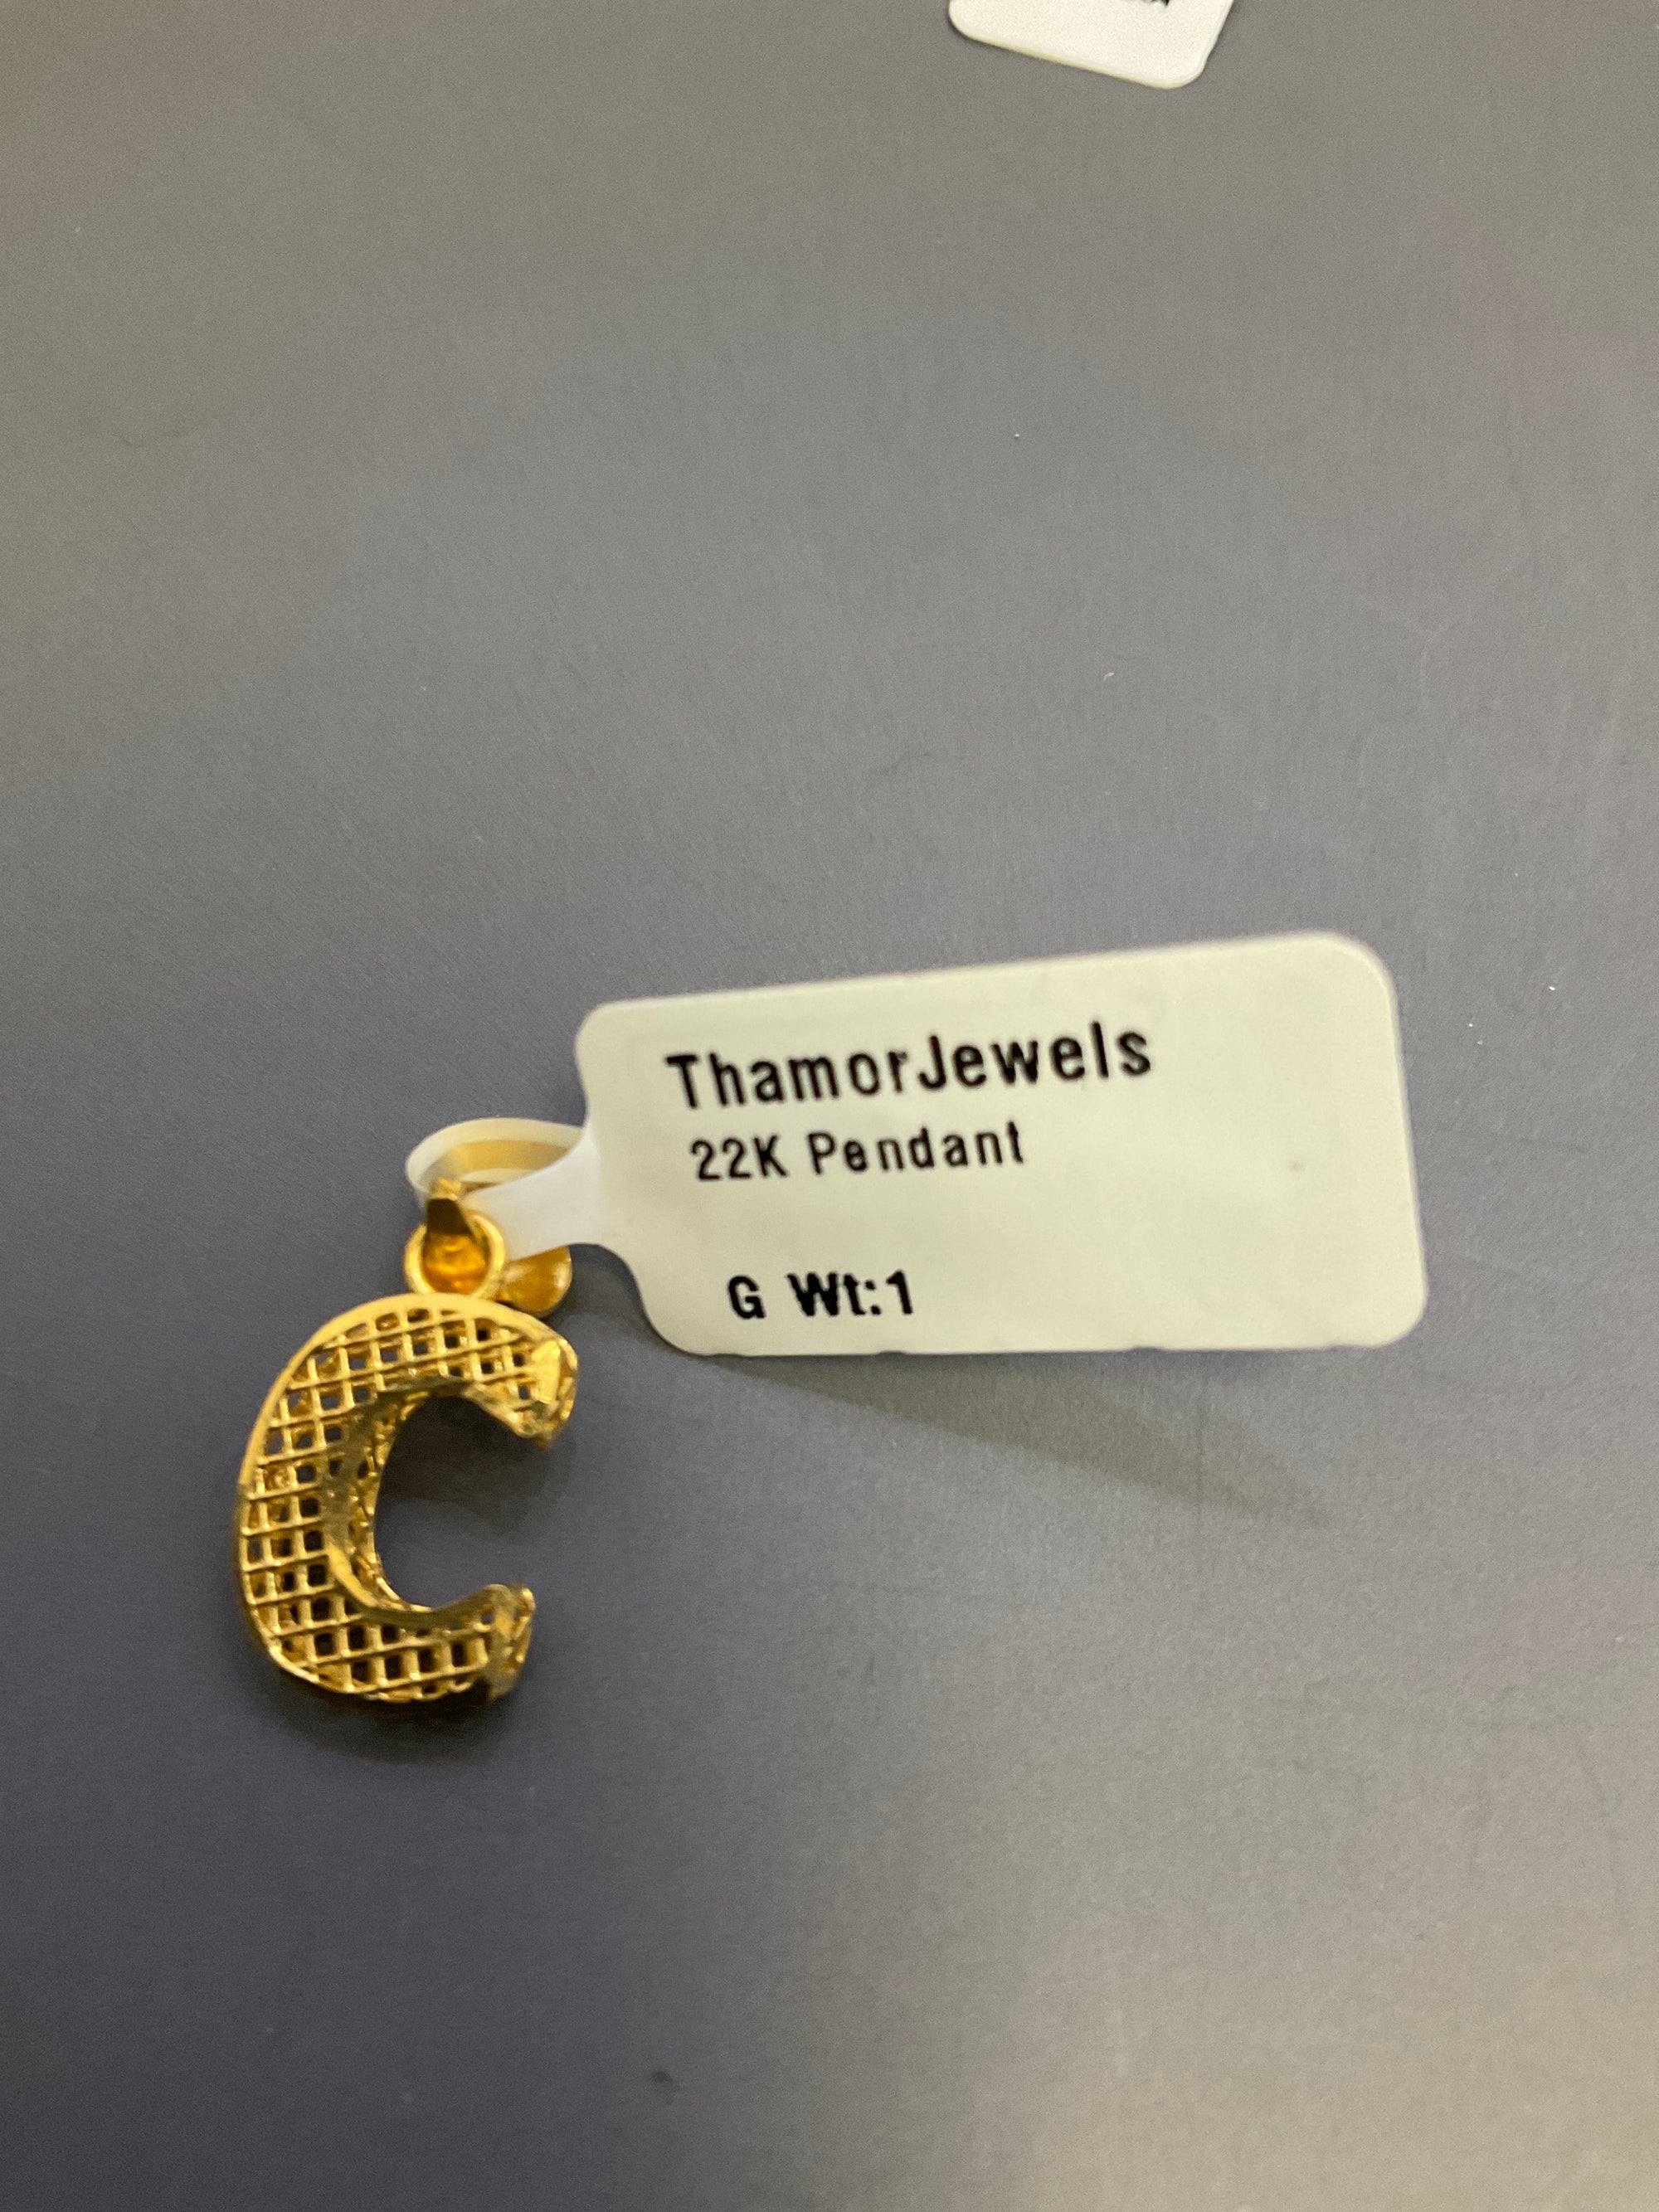 ThamorJewels
22K Pendant
G Wt:1